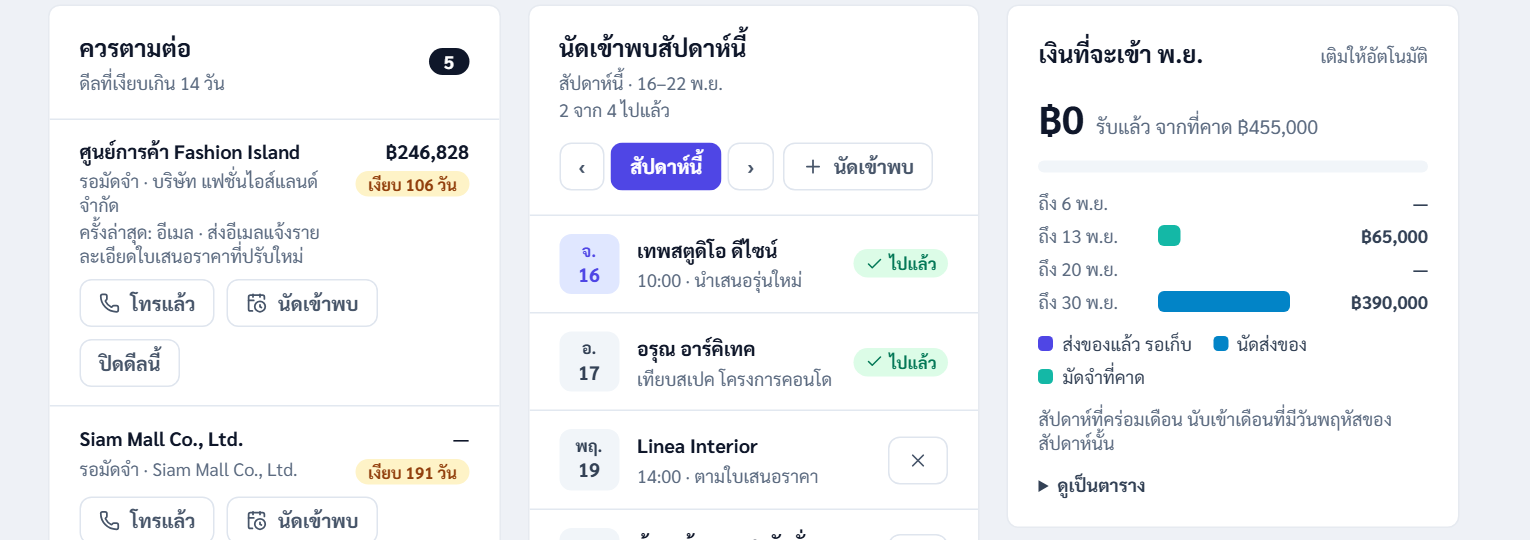 ควรตามต่อ
5
ดีลที่เงียบเกิน 14 วัน
ศูนย์การค้า Fashion Island
฿246,828
รอมัดจำ · บริษัท แฟชั่นไอส์แลนด์
จำกัด
เงียบ 106 วัน
ครั้งล่าสุด: อีเมล · ส่งอีเมลแจ้งราย
ละเอียดใบเสนอราคาที่ปรับใหม่
โทรแล้ว
นัดเข้าพบ
ปิดดีลนี้
Siam Mall Co., Ltd.
—
รอมัดจำ · Siam Mall Co., Ltd.
เงียบ 191 วัน
โทรแล้ว
นัดเข้าพบ
นัดเข้าพบสัปดาห์นี้
สัปดาห์นี้ · 16–22 พ.ย.
2 จาก 4 ไปแล้ว
‹
สัปดาห์นี้
›
+ นัดเข้าพบ
จ.
16
เทพสตูดิโอ ดีไซน์
10:00 · นำเสนอรุ่นใหม่
✓ ไปแล้ว
อ.
17
อรุณ อาร์คิเทค
เทียบสเปค โครงการคอนโด
✓ ไปแล้ว
พฤ.
19
Linea Interior
14:00 · ตามใบเสนอราคา
เงินที่จะเข้า พ.ย.
เติมให้อัตโนมัติ
฿0 รับแล้ว จากที่คาด ฿455,000
ถึง 6 พ.ย. —
ถึง 13 พ.ย. ฿65,000
ถึง 20 พ.ย. —
ถึง 30 พ.ย. ฿390,000
ส่งของแล้ว รอเก็บ
นัดส่งของ
มัดจำที่คาด
สัปดาห์ที่คร่อมเดือน นับเข้าเดือนที่มีวันพฤหัสของ
สัปดาห์นั้น
▶ ดูเป็นตาราง